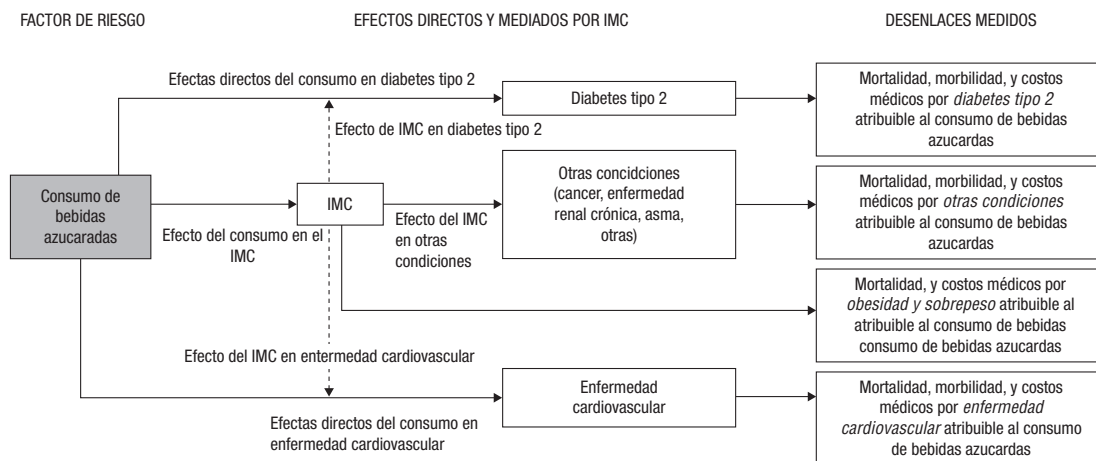 FACTOR DE RIESGO
EFECTOS DIRECTOS Y MEDIADOS POR IMC
DESENLACES MEDIDOS
Efectas directos del consumo en diabetes tipo 2
Diabetes tipo 2
Mortalidad, morbilidad, y costos
médicos por diabetes tipo 2
atribuible al consumo de bebidas
azucardas
Efecto de IMC en diabetes tipo 2
Consumo de
bebidas
azucaradas
Efecto del consumo en el
IMC
IMC
Efecto del IMC
en otras
condiciones
Otras concidciones
(cancer, enfermedad
renal crónica, asma,
otras)
Mortalidad, morbilidad, y costos
médicos por otras condiciones
atribuible al consumo de bebidas
azucardas
Mortalidad, y costos médicos por
obesidad y sobrepeso atribuible al
atribuible al consumo de bebidas
consumo de bebidas azucardas
Efecto del IMC en entermedad cardiovascular
Efectas directos del consumo en
enfermedad cardiovascular
Enfermedad
cardiovascular
Mortalidad, morbilidad, y costos
médicos por enfermedad
cardiovascular atribuible al consumo
de bebidas azucardas